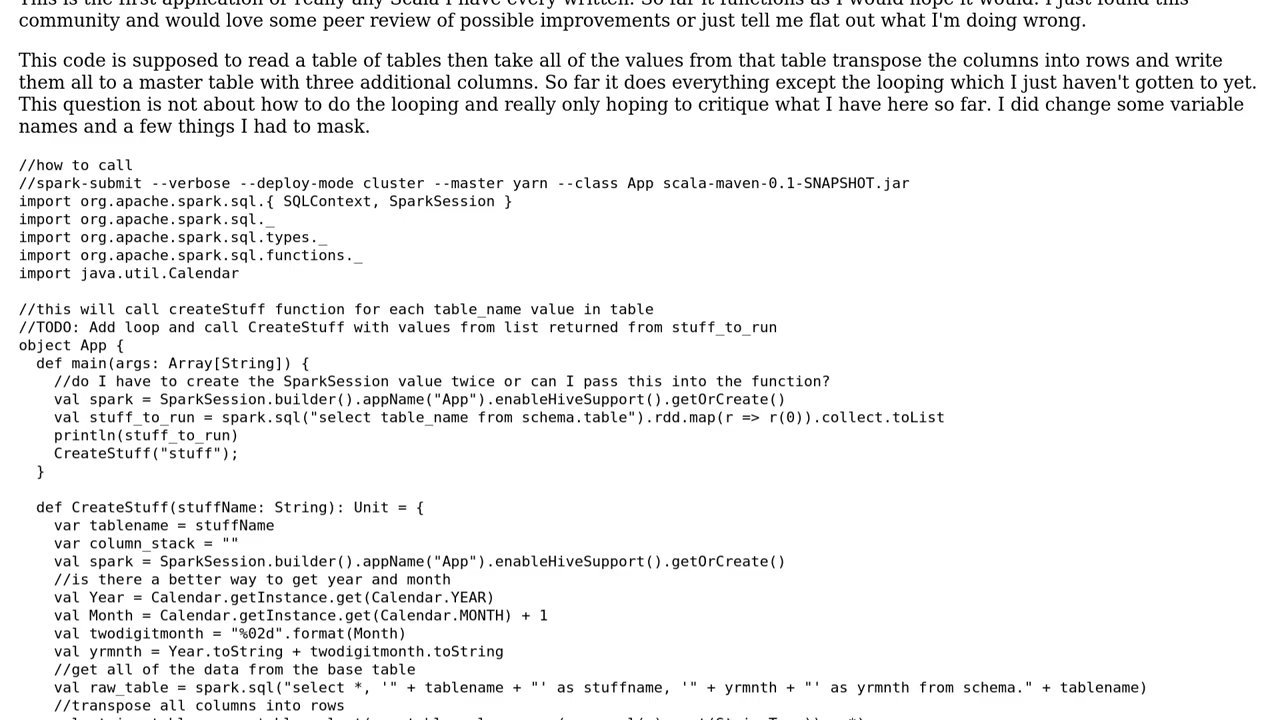 community and would love some peer review of possible improvements or just tell me flat out what I'm doing wrong.
This code is supposed to read a table of tables then take all of the values from that table transpose the columns into rows and write
them all to a master table with three additional columns. So far it does everything except the looping which I just haven't gotten to yet.
This question is not about how to do the looping and really only hoping to critique what I have here so far. I did change some variable
names and a few things I had to mask.
//how to call
//spark-submit --verbose --deploy-mode cluster --master yarn --class App scala-maven-0.1-SNAPSHOT.jar
import org.apache.spark.sql.{ SQLContext, SparkSession }
import org.apache.spark.sql._
import org.apache.spark.sql.types._
import org.apache.spark.sql.functions._
import java.util.Calendar
//this will call createStuff function for each table_name value in table
//TODO: Add loop and call CreateStuff with values from list returned from stuff_to_run
object App {
  def main(args: Array[String]) {
    //do I have to create the SparkSession value twice or can I pass this into the function?
    val spark = SparkSession.builder().appName("App").enableHiveSupport().getOrCreate()
    val stuff_to_run = spark.sql("select table_name from schema.table").rdd.map(r => r(0)).collect.toList
    println(stuff_to_run)
    CreateStuff("stuff");
  }
  def CreateStuff(stuffName: String): Unit = {
    var tablename = stuffName
    var column_stack = ""
    val spark = SparkSession.builder().appName("App").enableHiveSupport().getOrCreate()
    //is there a better way to get year and month
    val Year = Calendar.getInstance.get(Calendar.YEAR)
    val Month = Calendar.getInstance.get(Calendar.MONTH) + 1
    val twodigitmonth = "%02d".format(Month)
    val yrmnth = Year.toString + twodigitmonth.toString
    //get all of the data from the base table
    val raw_table = spark.sql("select *, '" + tablename + "' as stuffname, '" + yrmnth + "' as yrmnth from schema." + tablename)
    //transpose all columns into rows